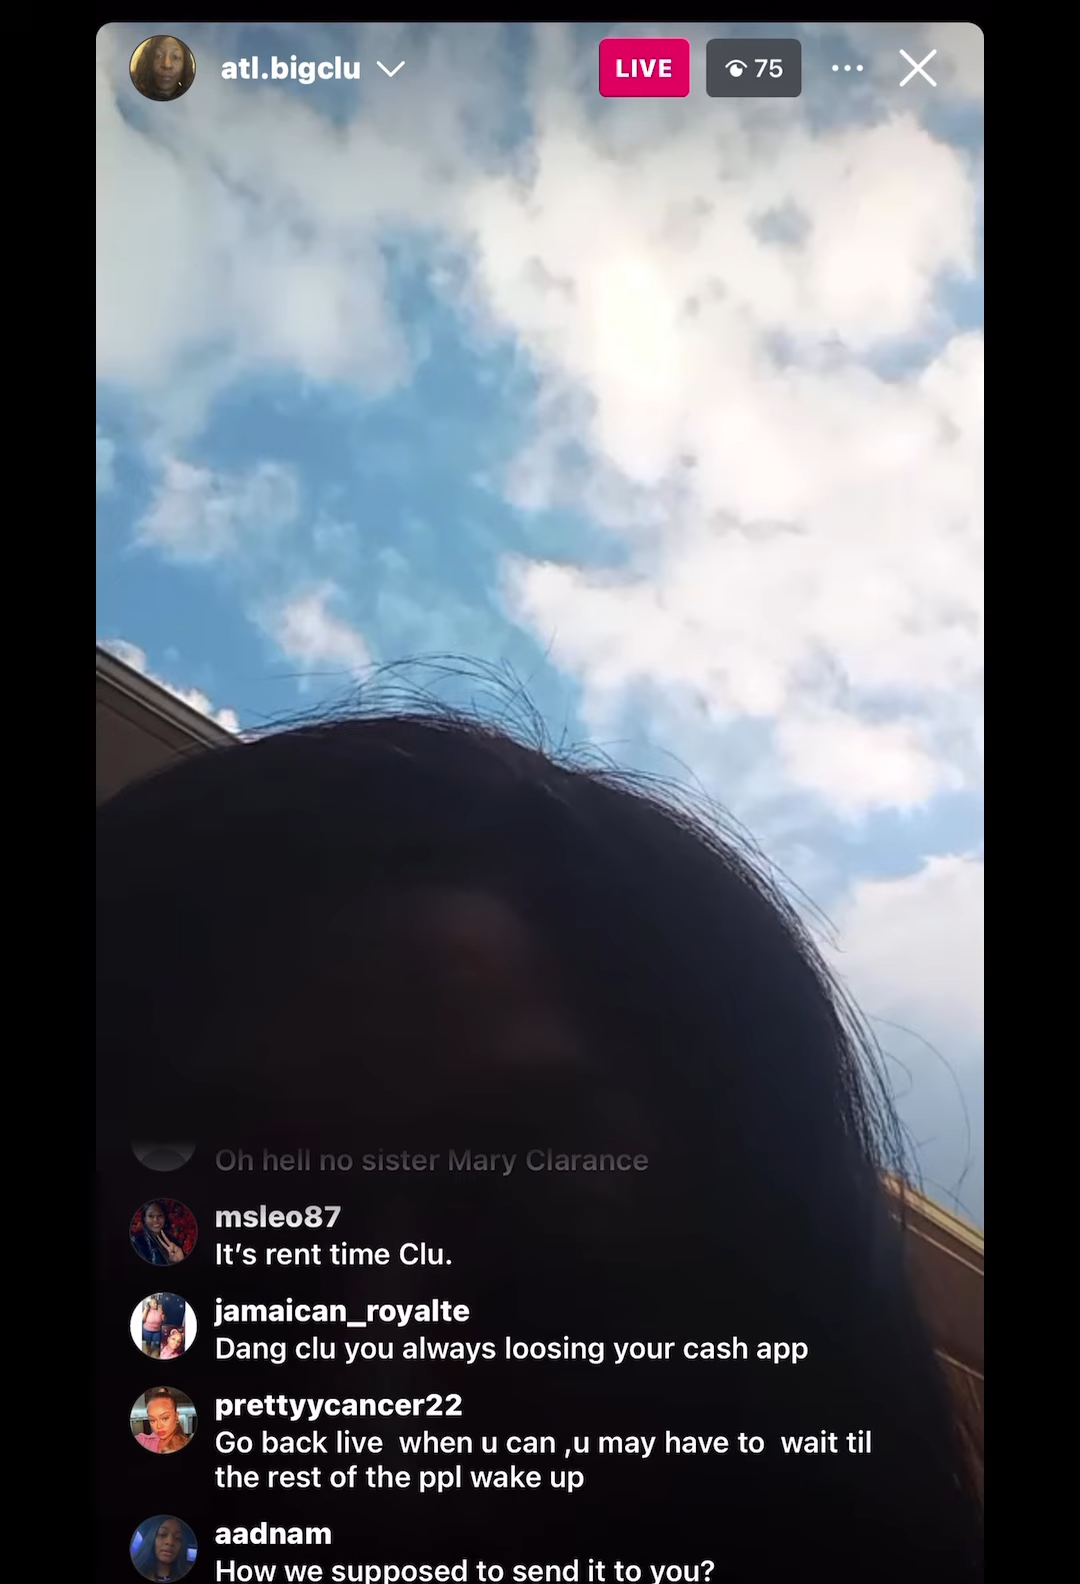 atl.bigclu
LIVE
75
Oh hell no sister Mary Clarance
msleo87
It's rent time Clu.
jamaican_royalte
Dang clu you always loosing your cash app
prettyycancer22
Go back live  when u can ,u may have to  wait til
the rest of the ppl wake up
aadnam
How we supposed to send it to you?